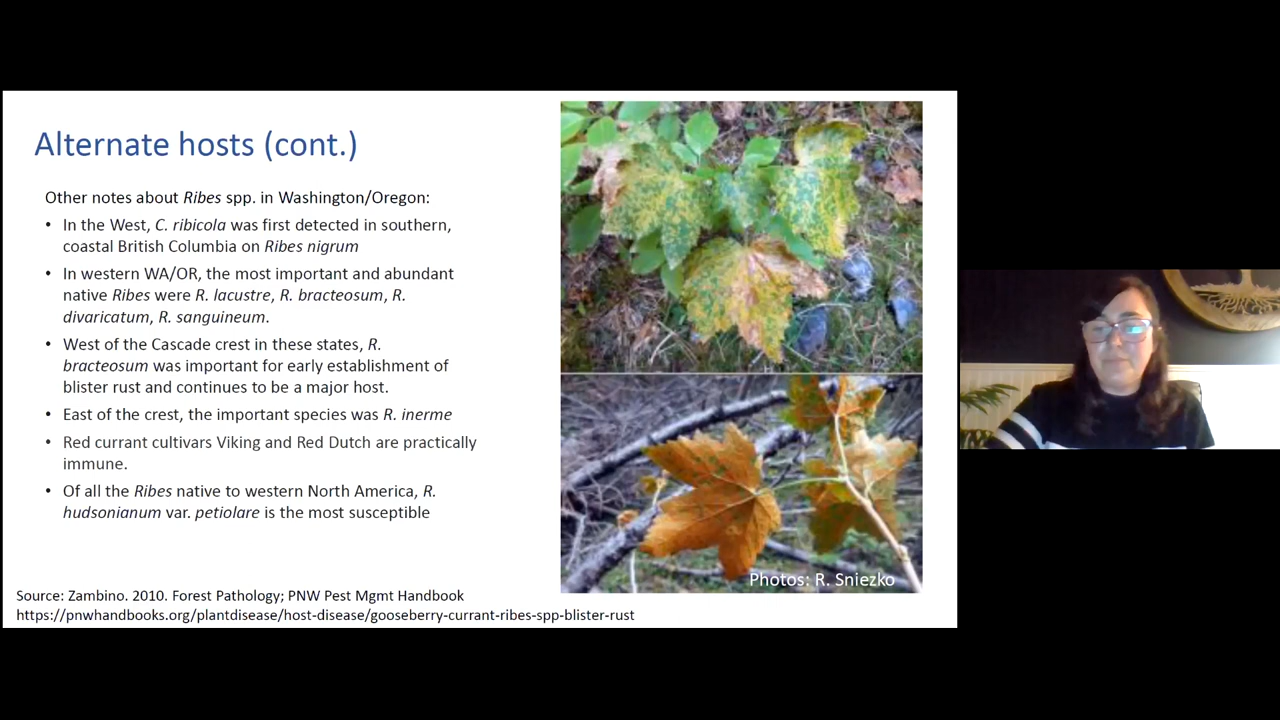 Alternate hosts (cont.)
Other notes about Ribes spp. in Washington/Oregon:
• In the West, C. ribicola was first detected in southern,
coastal British Columbia on Ribes nigrum
• In western WA/OR, the most important and abundant
native Ribes were R. lacustre, R. bracteosum, R.
divaricatum, R. sanguineum.
• West of the Cascade crest in these states, R.
bracteosum was important for early establishment of
blister rust and continues to be a major host.
• East of the crest, the important species was R. inerme
• Red currant cultivars Viking and Red Dutch are practically
immune.
• Of all the Ribes native to western North America, R.
hudsonianum var. petiolare is the most susceptible
Photos: R. Sniezko
Source: Zambino. 2010. Forest Pathology; PNW Pest Mgmt Handbook
https://pnwhandbooks.org/plantdisease/host-disease/gooseberry-currant-ribes-spp-blister-rust